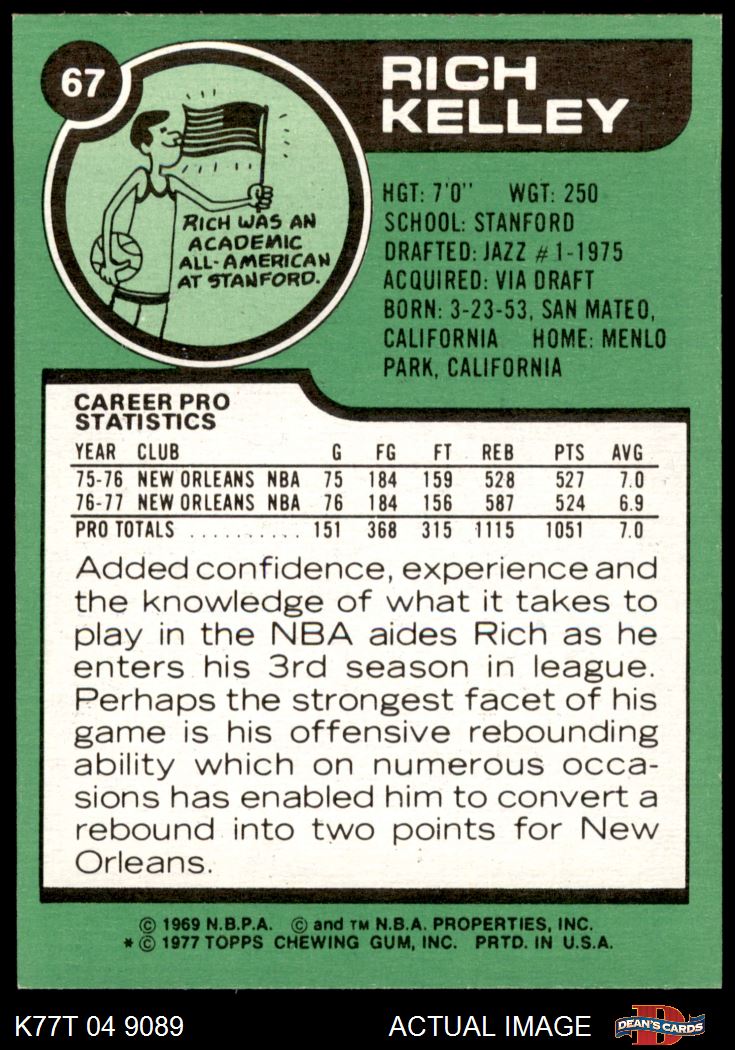 67
RICH
KELLEY
RICH WAS AN
ACADEMIC
ALL-AMERICAN
AT STANFORD.
HGT: 7'0" WGT: 250
SCHOOL: STANFORD
DRAFTED: JAZZ #1-1975
ACQUIRED: VIA DRAFT
BORN: 3-23-53, SAN MATEO,
CALIFORNIA HOME: MENLO
PARK, CALIFORNIA
CAREER PRO
STATISTICS
YEAR CLUB G FG FT REB PTS AVG
75-76 NEW ORLEANS NBA 75 184 159 528 527 7.0
76-77 NEW ORLEANS NBA 76 184 156 587 524 6.9
PRO TOTALS .......... 151 368 315 1115 1051 7.0
Added confidence, experience and
the knowledge of what it takes to
play in the NBA aides Rich as he
enters his 3rd season in league.
Perhaps the strongest facet of his
game is his offensive rebounding
ability which on numerous occa-
sions has enabled him to convert a
rebound into two points for New
Orleans.
© 1969 N.B.P.A. © and TM N.B.A. PROPERTIES, INC.
* © 1977 TOPPS CHEWING GUM, INC. PRTD. IN U.S.A.
K77T 04 9089 ACTUAL IMAGE D DEAN'S CARDS